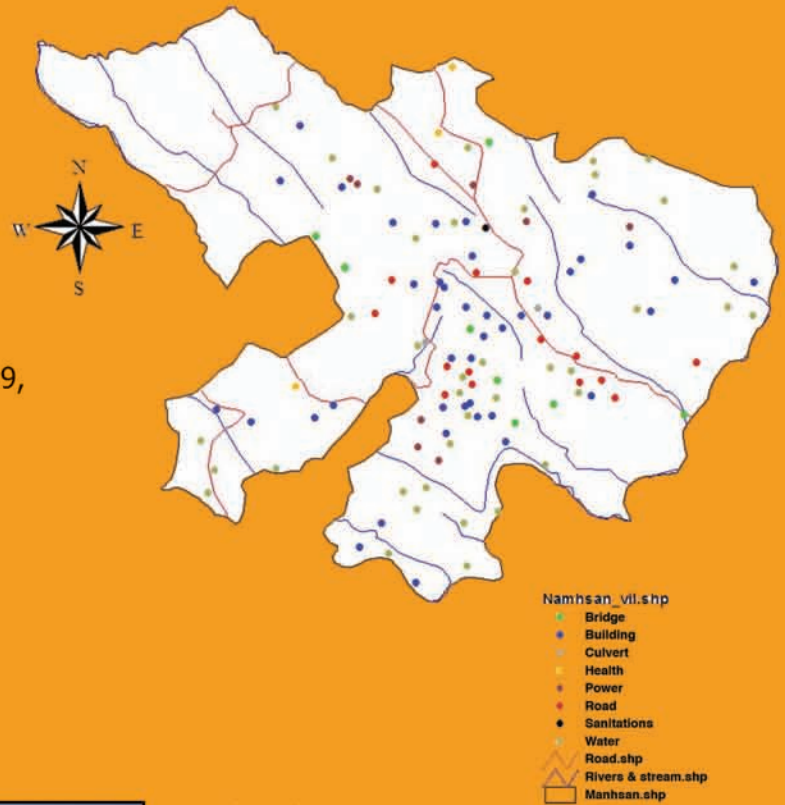 N
W E
S
9,
Namhsan_vil.shp
Bridge
Building
Culvert
Health
Power
Road
Sanitations
Water
Road.shp
Rivers & stream.shp
Manhsan.shp